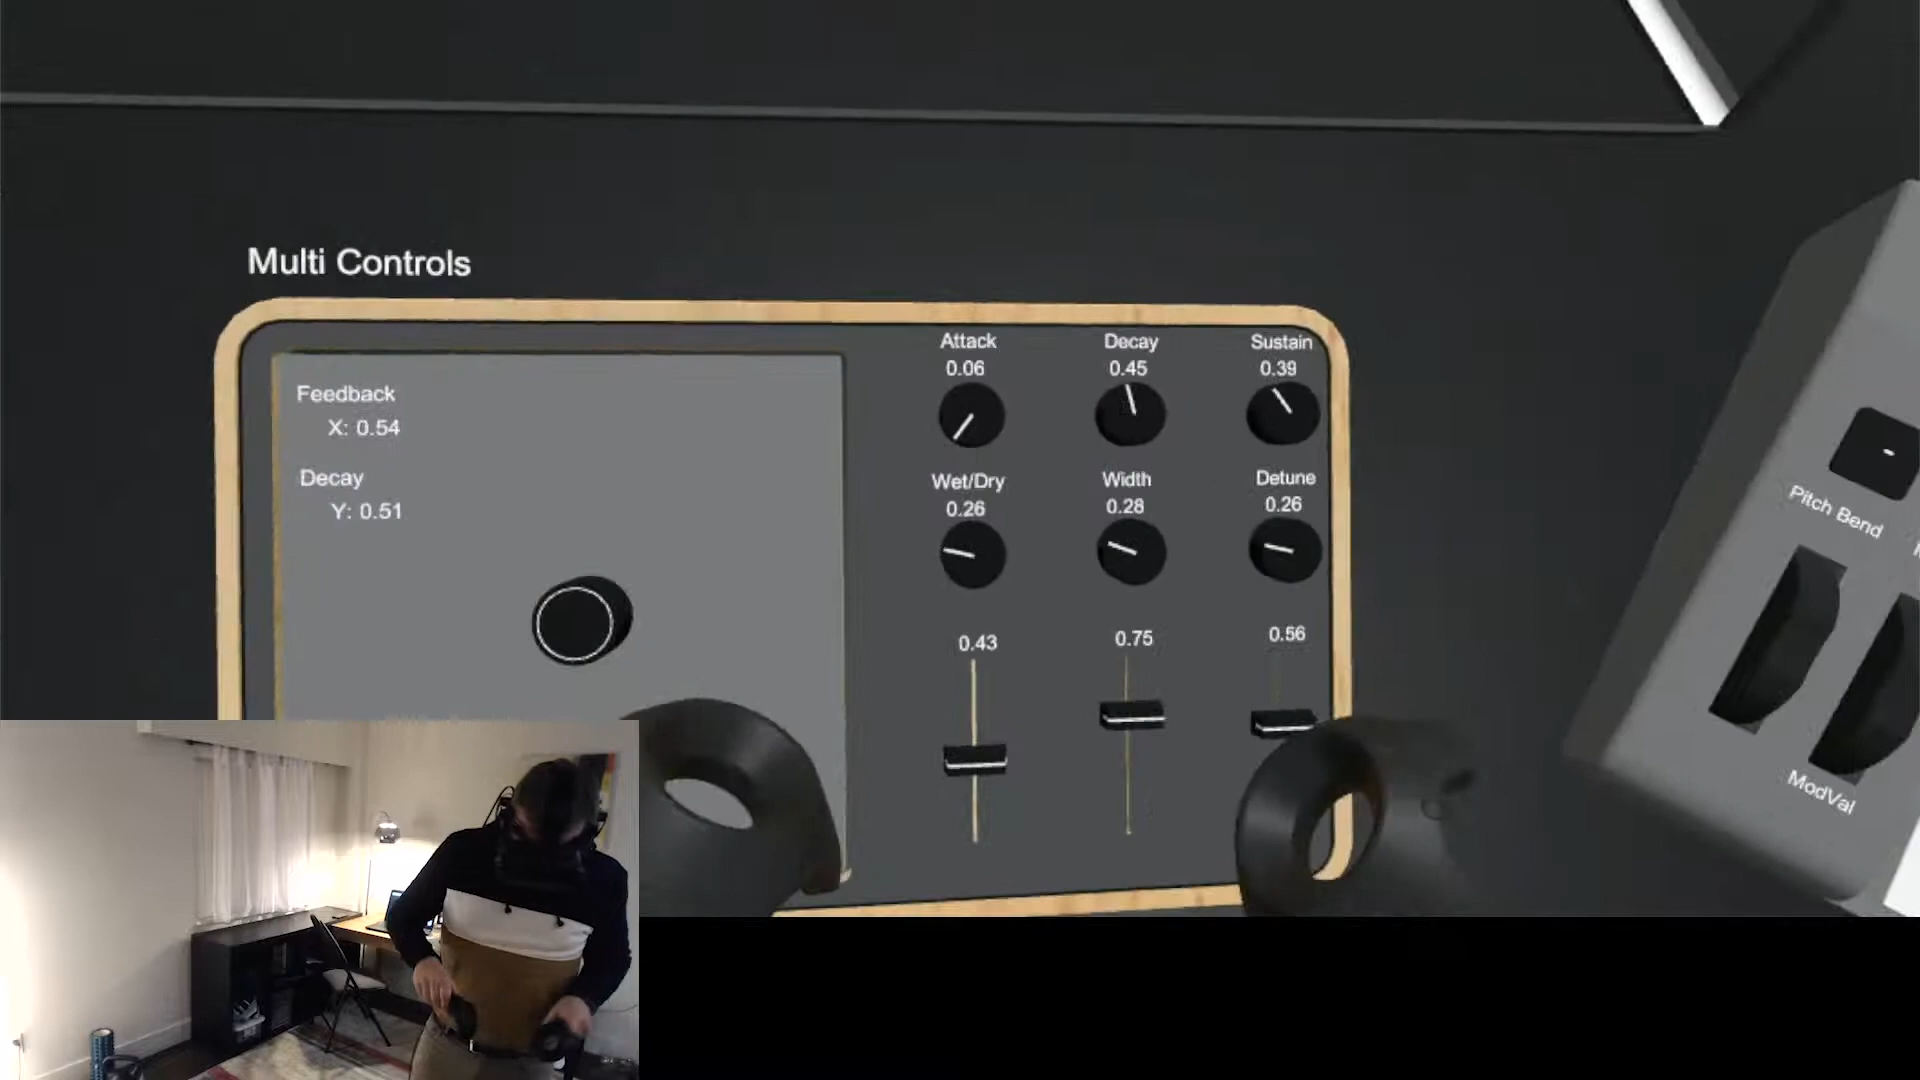 Multi Controls
Feedback
X: 0.54
Decay
Y: 0.51
Attack
0.06
Decay
0.45
Sustain
0.39
Wet/Dry
0.26
Width
0.28
Detune
0.26
0.43
0.75
0.56
Pitch Bend
ModVal